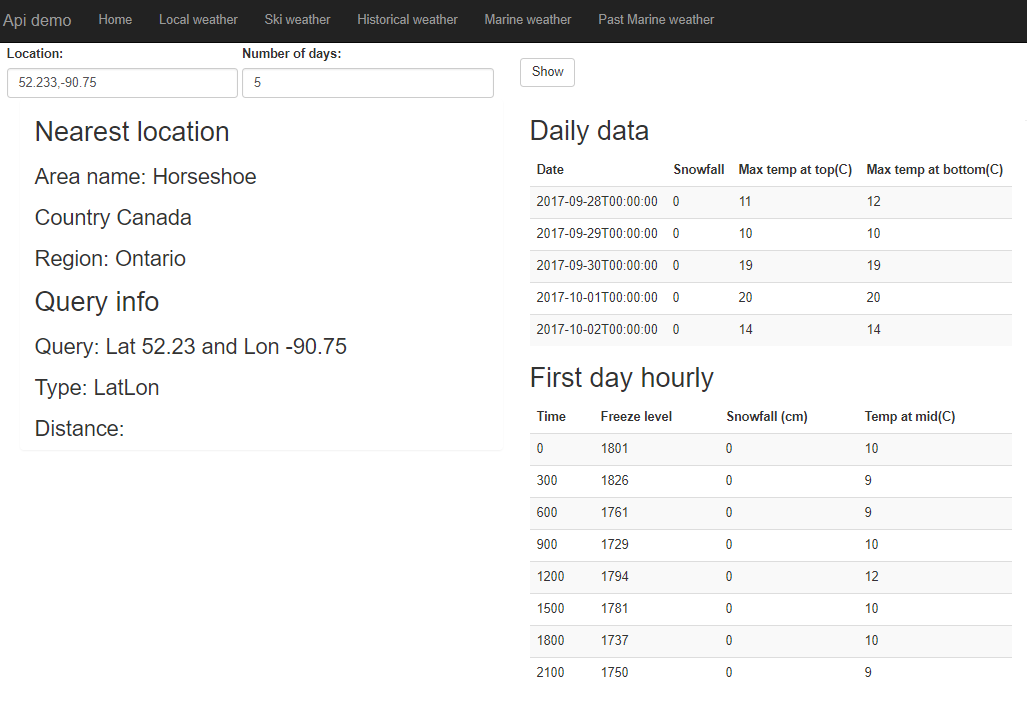 Api demo Home Local weather Ski weather Historical weather Marine weather Past Marine weather
Location: Number of days:
52.233,-90.75 5 Show
Nearest location
Area name: Horseshoe
Country Canada
Region: Ontario
Query info
Query: Lat 52.23 and Lon -90.75
Type: LatLon
Distance:
Daily data
Date Snowfall Max temp at top(C) Max temp at bottom(C)
2017-09-28T00:00:00 0 11 12
2017-09-29T00:00:00 0 10 10
2017-09-30T00:00:00 0 19 19
2017-10-01T00:00:00 0 20 20
2017-10-02T00:00:00 0 14 14
First day hourly
Time Freeze level Snowfall (cm) Temp at mid(C)
0 1801 0 10
300 1826 0 9
600 1761 0 9
900 1729 0 10
1200 1794 0 12
1500 1781 0 10
1800 1737 0 10
2100 1750 0 9